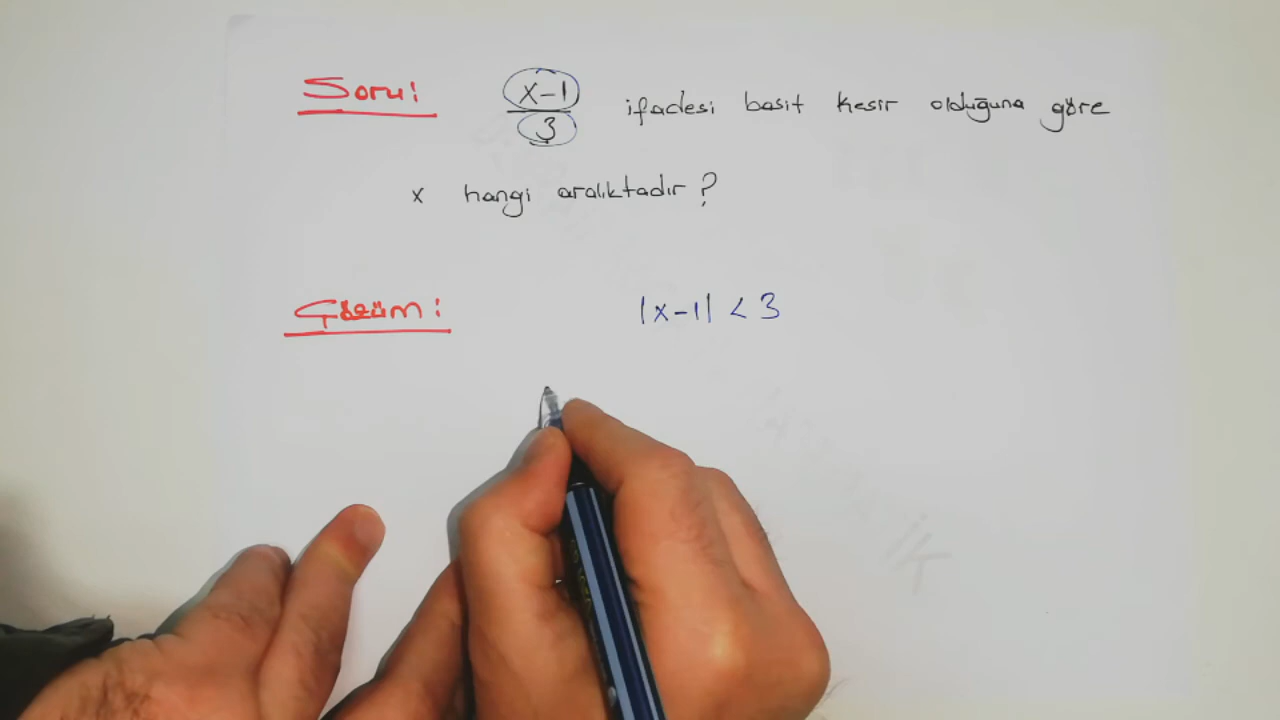 Soru: x-1/3 ifadesi basit kesir olduğuna göre
x hangi aralıktadır?
Çözüm: |x-1| < 3